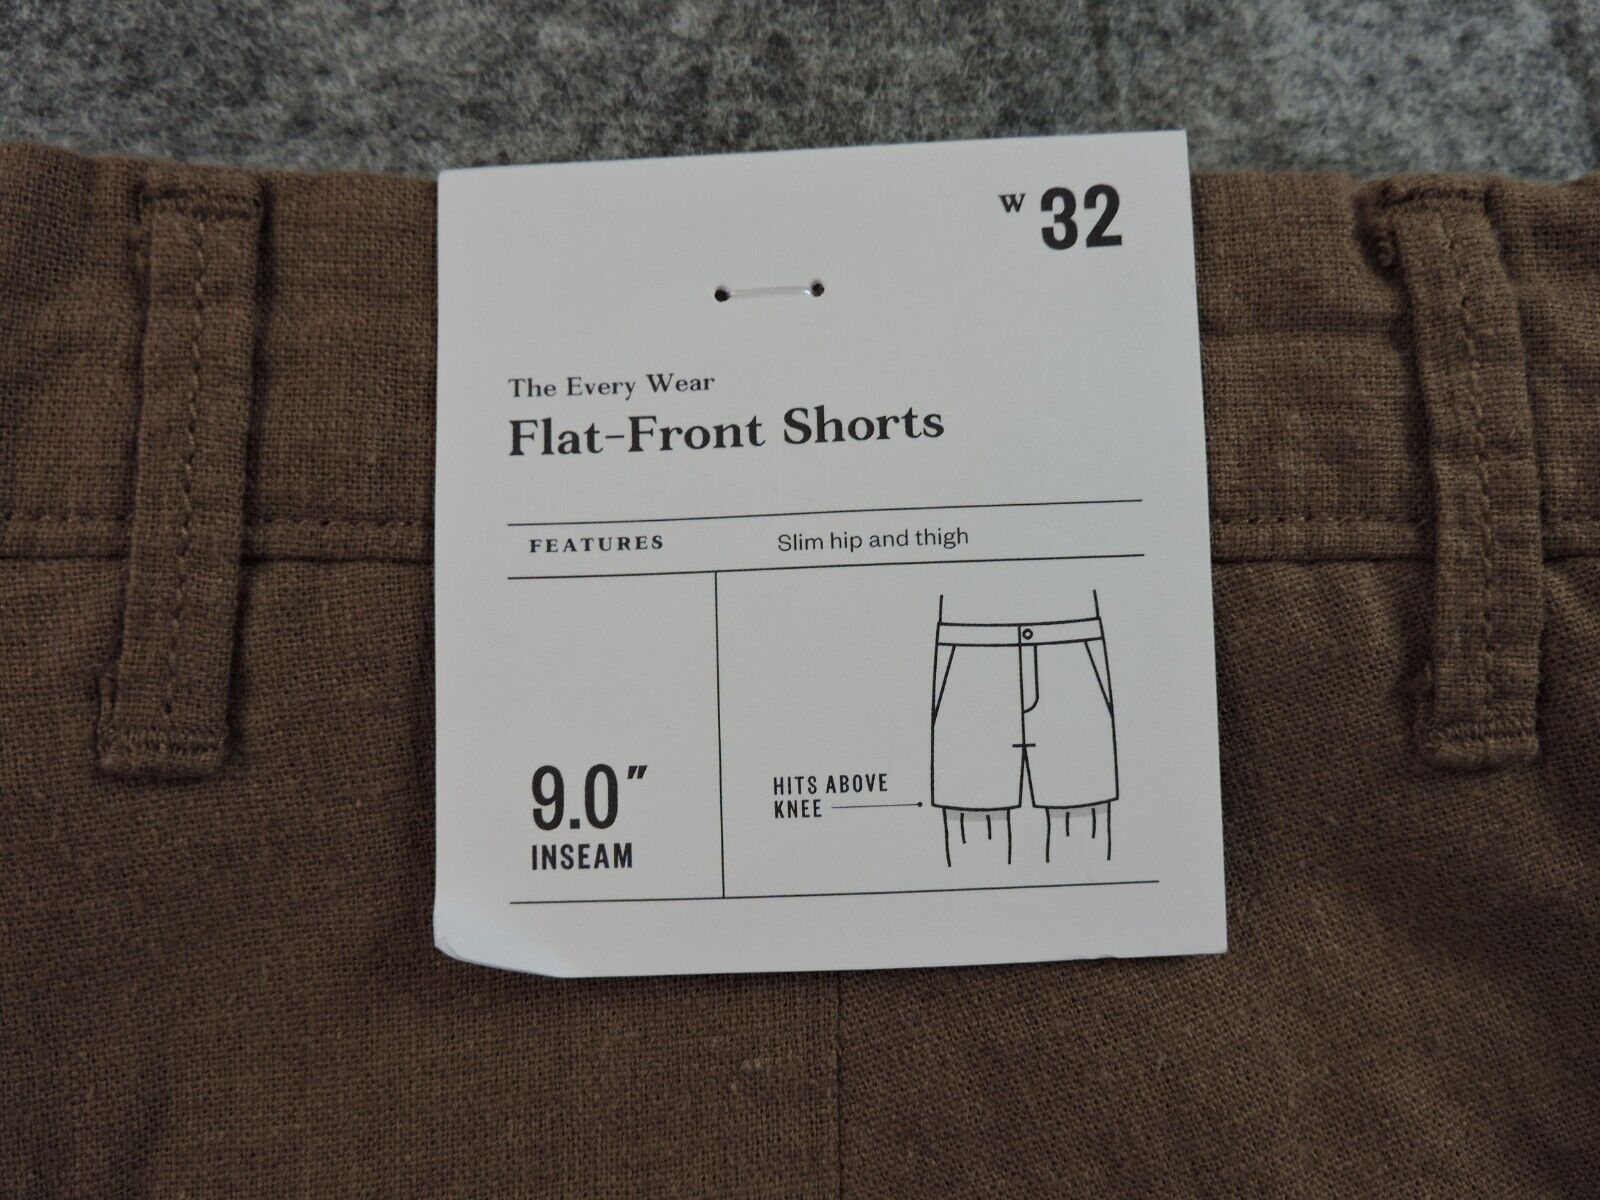 W 32
The Every Wear
Flat-Front Shorts
FEATURES Slim hip and thigh
9.0"
INSEAM
HITS ABOVE
KNEE